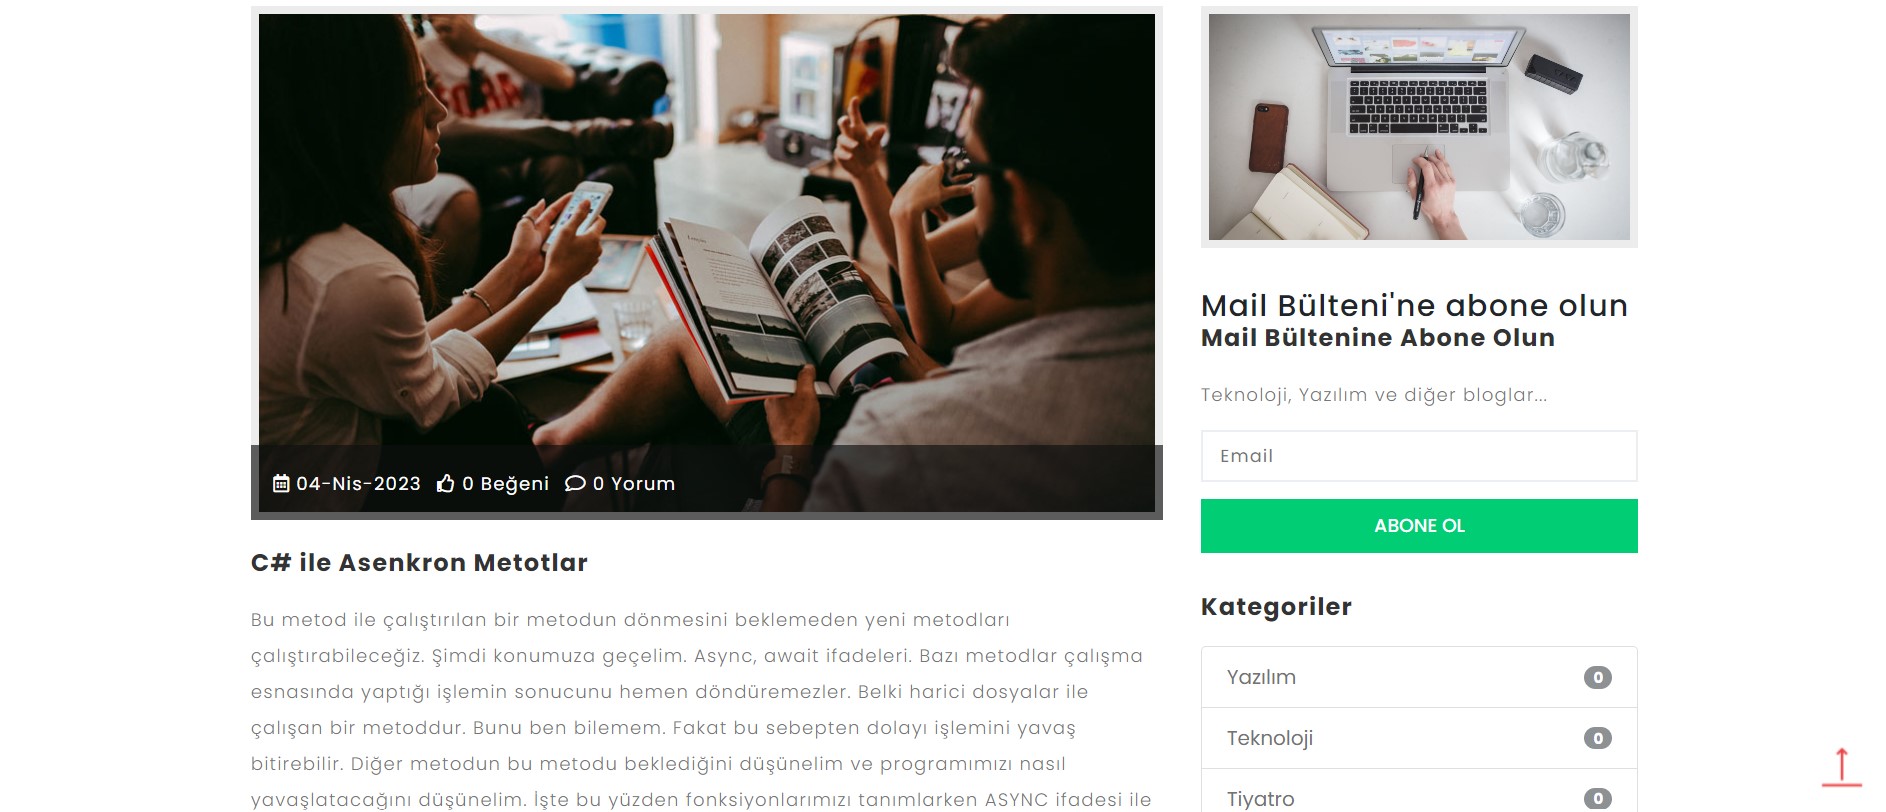 04-Nis-2023 0 Beğeni 0 Yorum
C# ile Asenkron Metotlar
Bu metod ile çalıştırılan bir metodun dönmesini beklemeden yeni metodları
çalıştırabileceğiz. Şimdi konumuza geçelim. Async, await ifadeleri. Bazı metodlar çalışma
esnasında yaptığı işlemin sonucunu hemen döndüremezler. Belki harici dosyalar ile
çalışan bir metoddur. Bunu ben bilemem. Fakat bu sebepten dolayı işlemini yavaş
bitirebilir. Diğer metodun bu metodu beklediğini düşünelim ve programımızı nasıl
yavaşlatacağını düşünelim. İşte bu yüzden fonksiyonlarımızı tanımlarken ASYNC ifadesi ile
Mail Bülteni'ne abone olun
Mail Bültenine Abone Olun
Teknoloji, Yazılım ve diğer bloglar...
Email
ABONE OL
Kategoriler
Yazılım 0
Teknoloji 0
Tiyatro 0